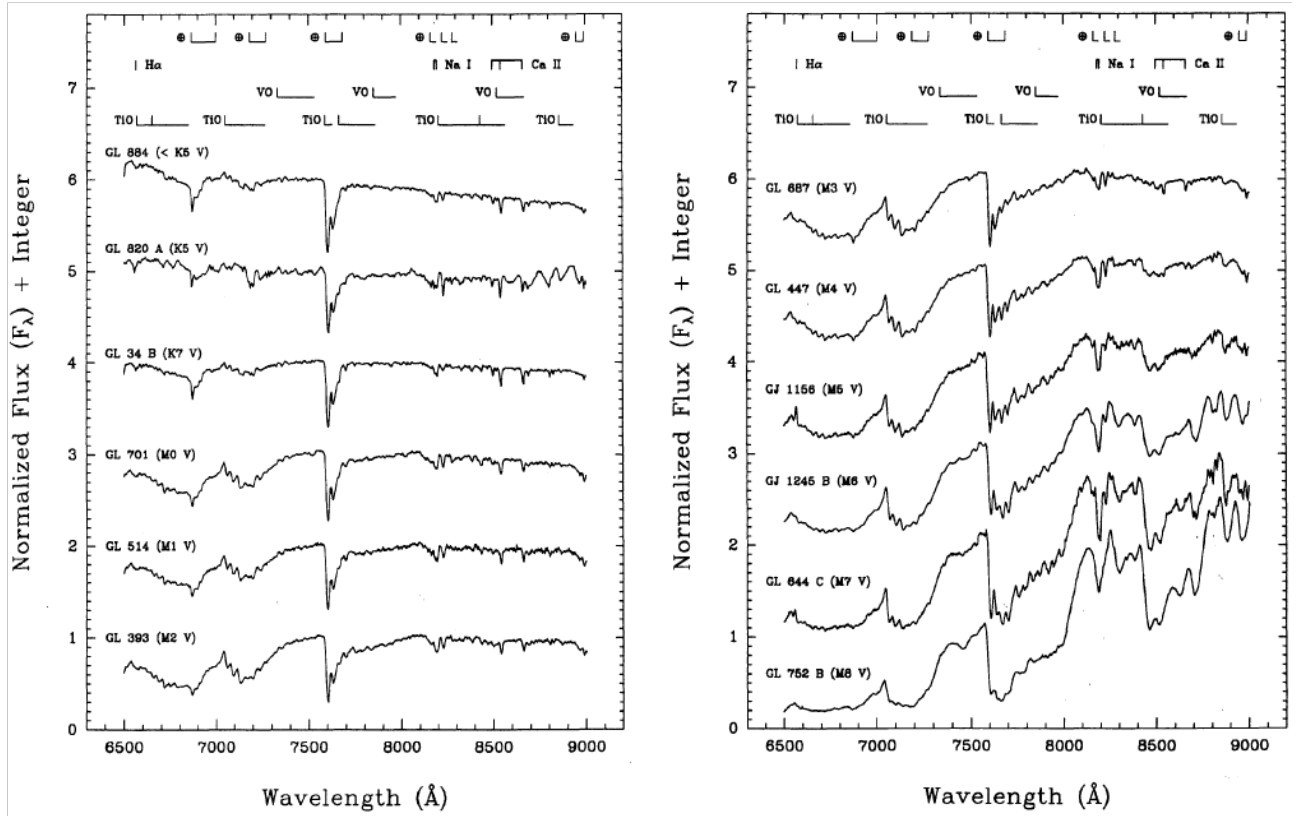 ⊕ ⊕ ⊕ ⊕ ⊕
Hα Na I Ca II
VO VO VO
TiO TiO TiO TiO TiO
GL 884 (< K5 V)
GL 820 A (K5 V)
GL 34 B (K7 V)
GL 701 (M0 V)
GL 514 (M1 V)
GL 393 (M2 V)
7
6
5
4
3
2
1
0
6500 7000 7500 8000 8500 9000
Normalized Flux (Fλ) + Integer
Wavelength (Å)
⊕ ⊕ ⊕ ⊕ ⊕
Hα Na I Ca II
VO VO VO
TiO TiO TiO TiO TiO
GL 687 (M3 V)
GL 447 (M4 V)
GJ 1156 (M5 V)
GJ 1245 B (M6 V)
GL 644 C (M7 V)
GL 752 B (M8 V)
7
6
5
4
3
2
1
0
6500 7000 7500 8000 8500 9000
Normalized Flux (Fλ) + Integer
Wavelength (Å)